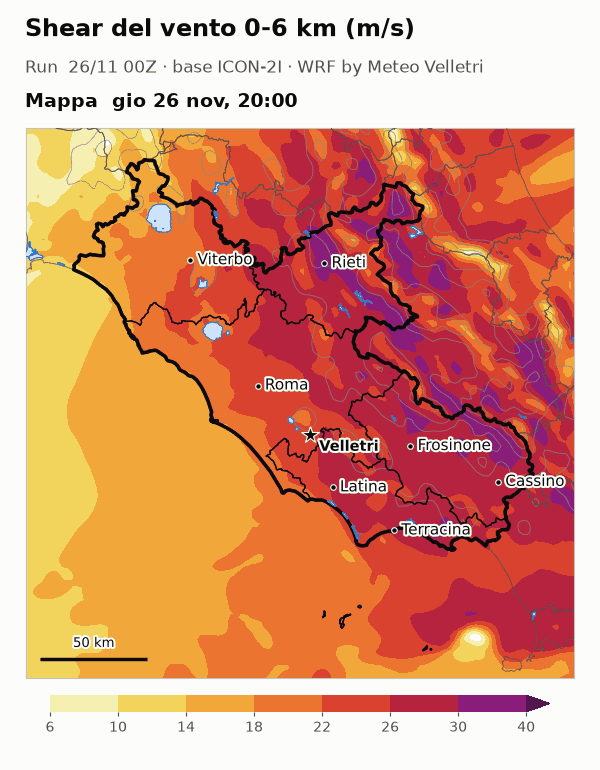 Shear del vento 0-6 km (m/s)
Run  26/11 00Z · base ICON-2I · WRF by Meteo Velletri
Mappa  gio 26 nov, 20:00
Viterbo
Rieti
Roma
Velletri
Frosinone
Latina
Cassino
Terracina
50 km
6 10 14 18 22 26 30 40